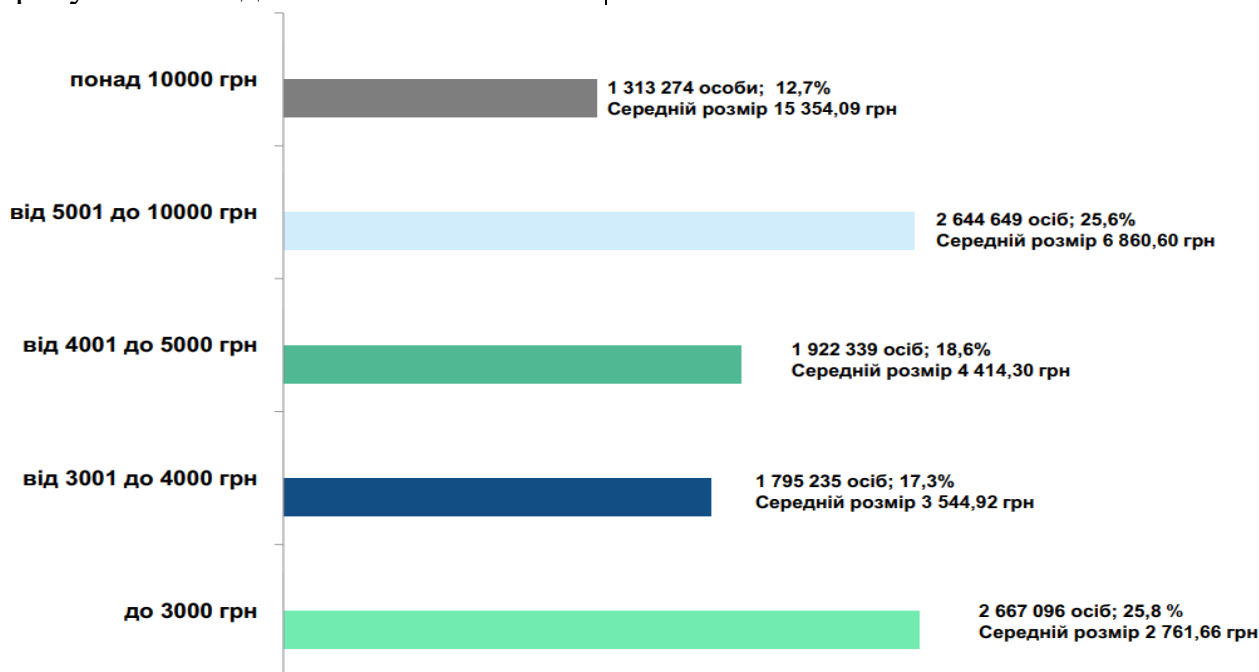 понад 10000 грн
1 313 274 особи; 12,7%
Середній розмір 15 354,09 грн
від 5001 до 10000 грн
2 644 649 осіб; 25,6%
Середній розмір 6 860,60 грн
від 4001 до 5000 грн
1 922 339 осіб; 18,6%
Середній розмір 4 414,30 грн
від 3001 до 4000 грн
1 795 235 осіб; 17,3%
Середній розмір 3 544,92 грн
до 3000 грн
2 667 096 осіб; 25,8 %
Середній розмір 2 761,66 грн